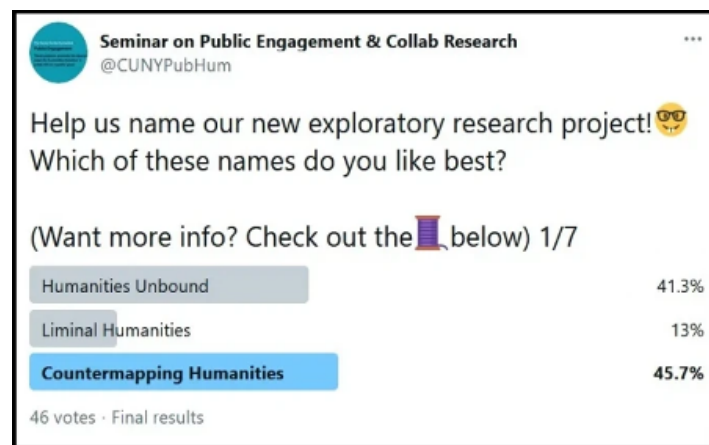 Seminar on Public Engagement & Collab Research
@CUNYPubHum
Help us name our new exploratory research project!🤓
Which of these names do you like best?
(Want more info? Check out the🧵below) 1/7
Humanities Unbound 41.3%
Liminal Humanities 13%
Countermapping Humanities 45.7%
46 votes · Final results